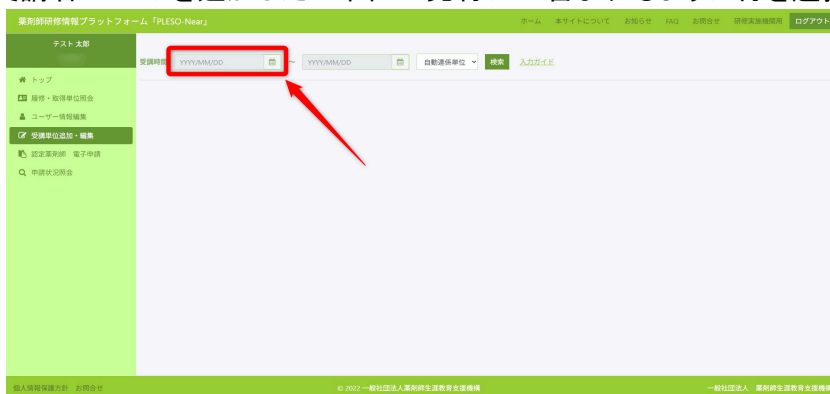 薬剤師研修情報プラットフォーム「PLESO-Near」
ホーム 本サイトについて お知らせ FAQ お問合せ 研修実施機関用 ログアウト
テスト 太郎
トップ
履修・取得単位照会
ユーザー情報編集
受講単位追加・編集
認定薬剤師 電子申請
申請状況照会
受講時間 YYYY/MM/DD ～ YYYY/MM/DD 自動連係単位 検索 入力ガイド
個人情報保護方針 お問合せ
© 2022 一般社団法人薬剤師生涯教育支援機構
一般社団法人 薬剤師生涯教育支援機構